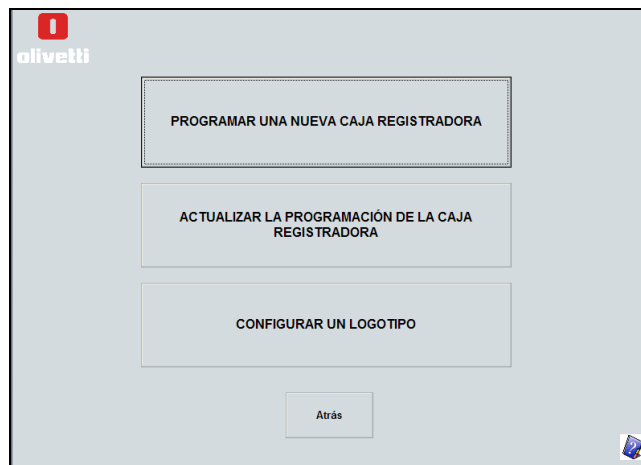 olivetti
PROGRAMAR UNA NUEVA CAJA REGISTRADORA
ACTUALIZAR LA PROGRAMACIÓN DE LA CAJA
REGISTRADORA
CONFIGURAR UN LOGOTIPO
Atrás
?